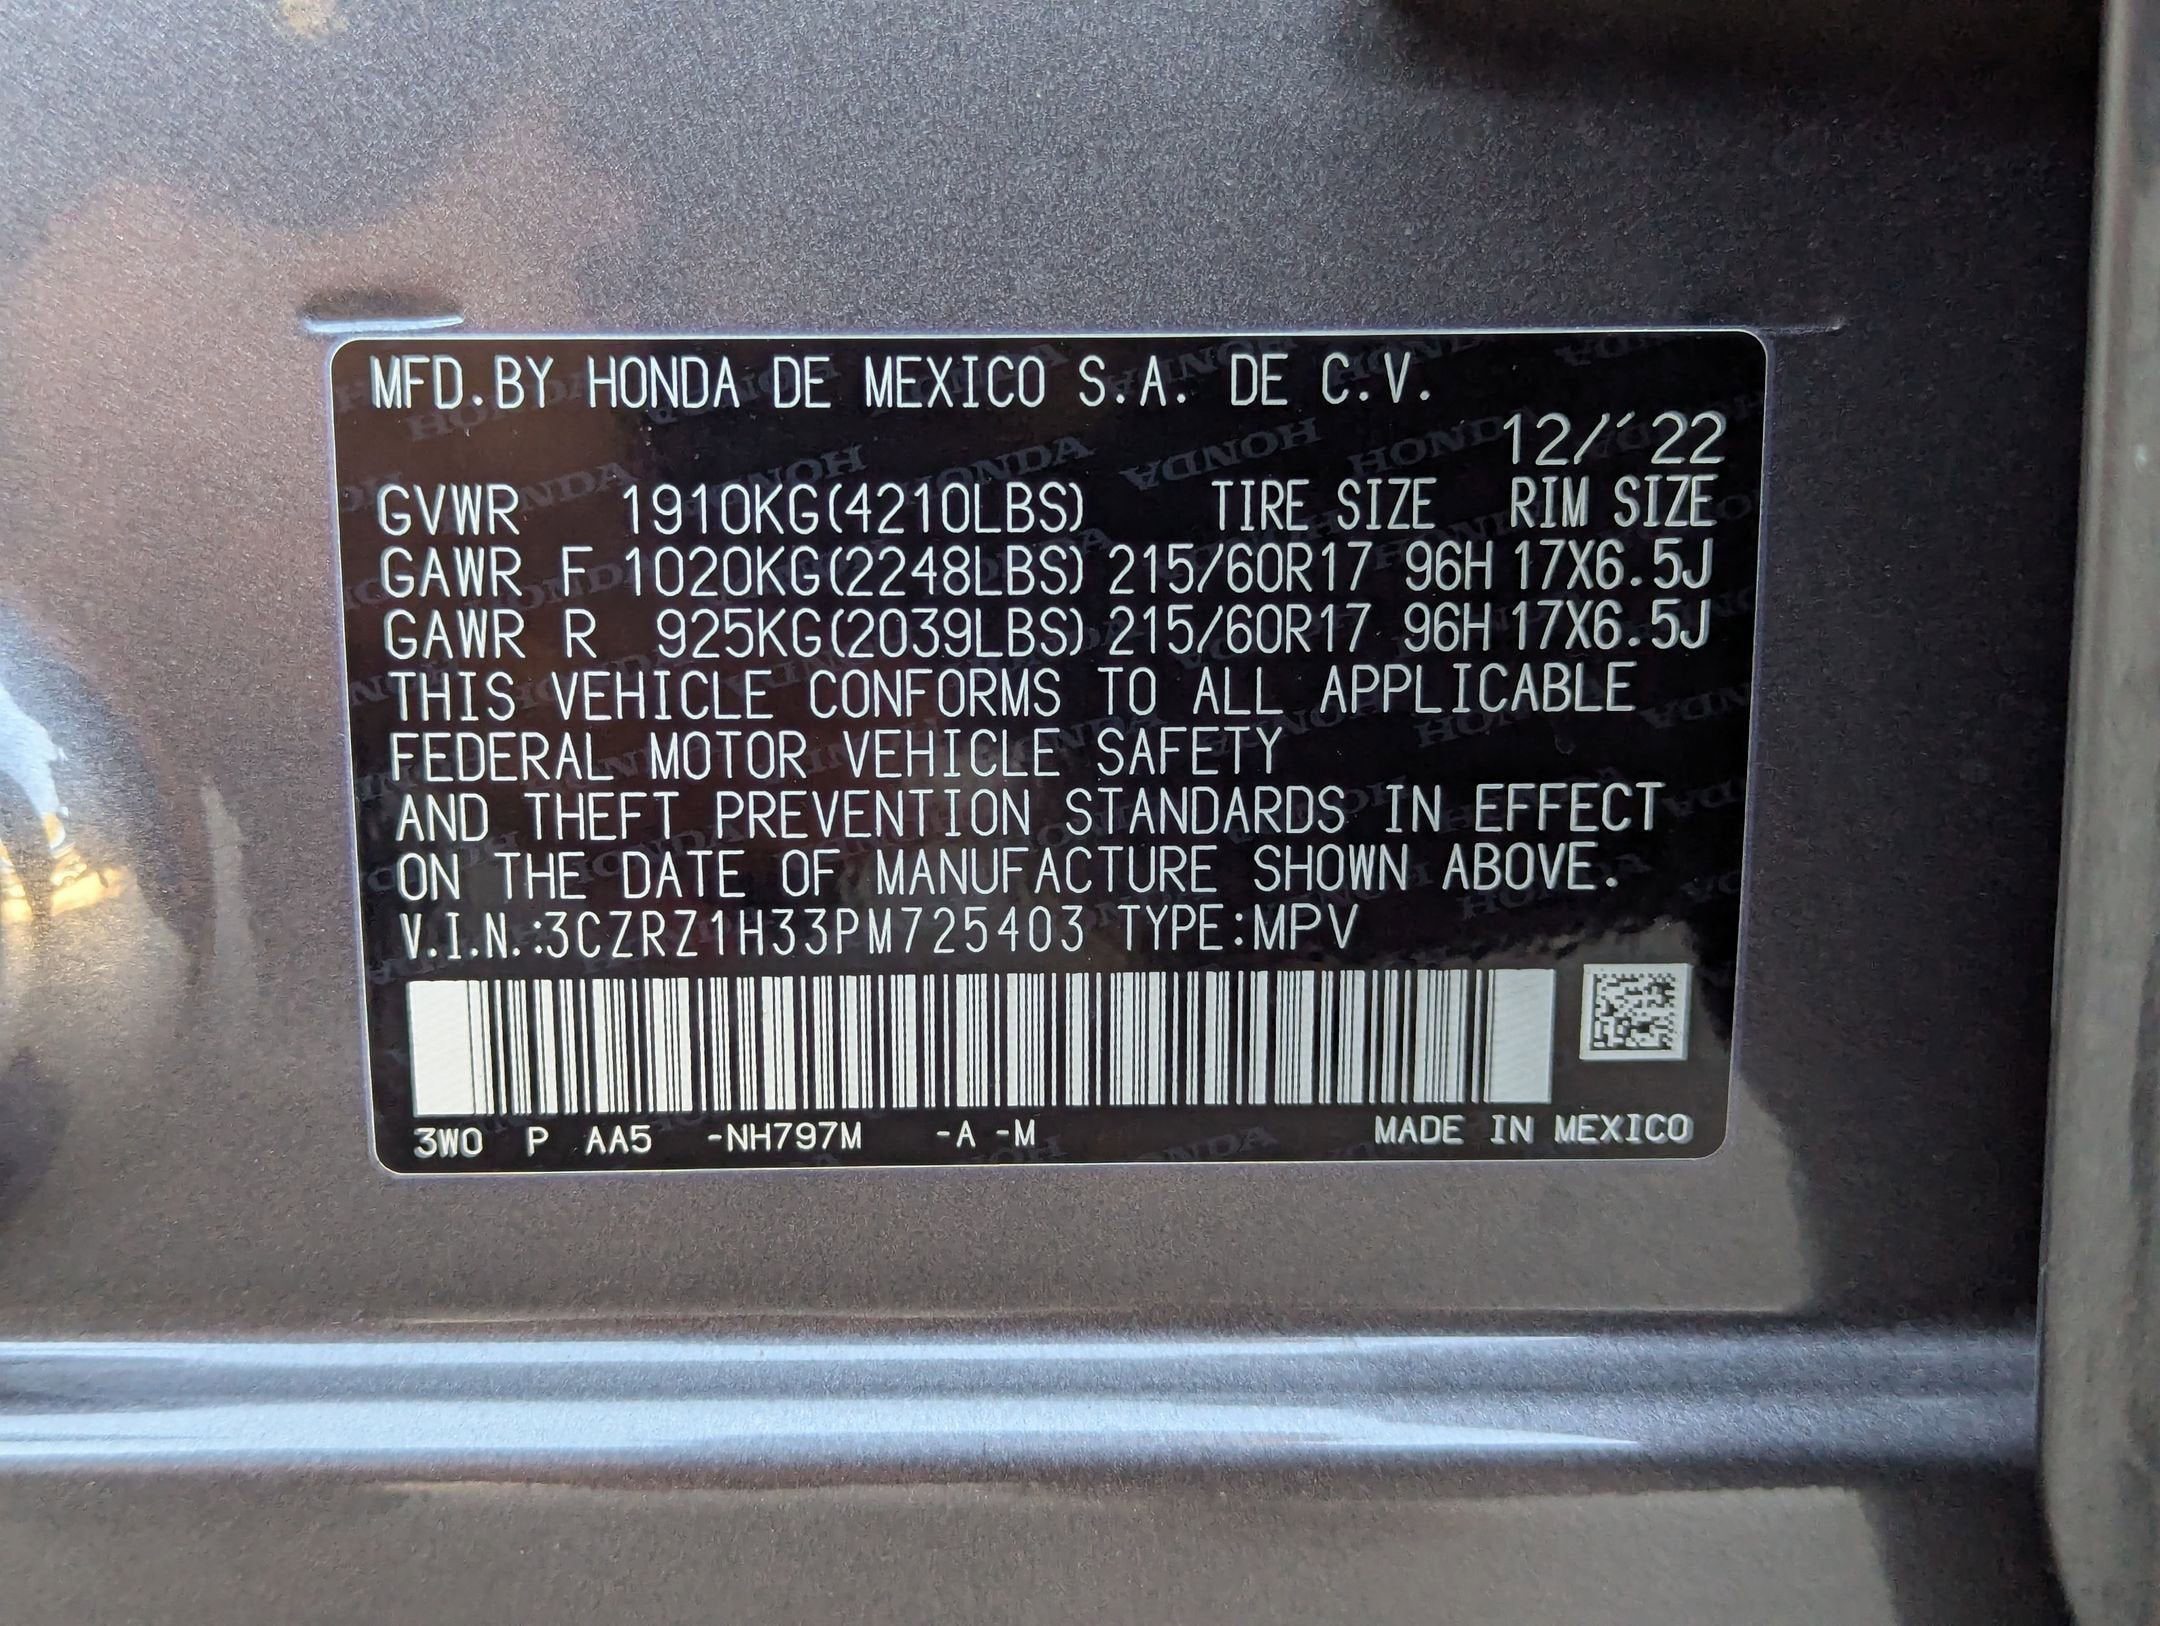 MFD.BY HONDA DE MEXICO S.A. DE C.V.
12/'22
GVWR 1910KG(4210LBS) TIRE SIZE RIM SIZE
GAWR F 1020KG(2248LBS) 215/60R17 96H 17X6.5J
GAWR R 925KG(2039LBS) 215/60R17 96H 17X6.5J
THIS VEHICLE CONFORMS TO ALL APPLICABLE
FEDERAL MOTOR VEHICLE SAFETY
AND THEFT PREVENTION STANDARDS IN EFFECT
ON THE DATE OF MANUFACTURE SHOWN ABOVE.
V.I.N.:3CZRZ1H33PM725403 TYPE:MPV
3W0 P AA5 -NH797M -A -M MADE IN MEXICO